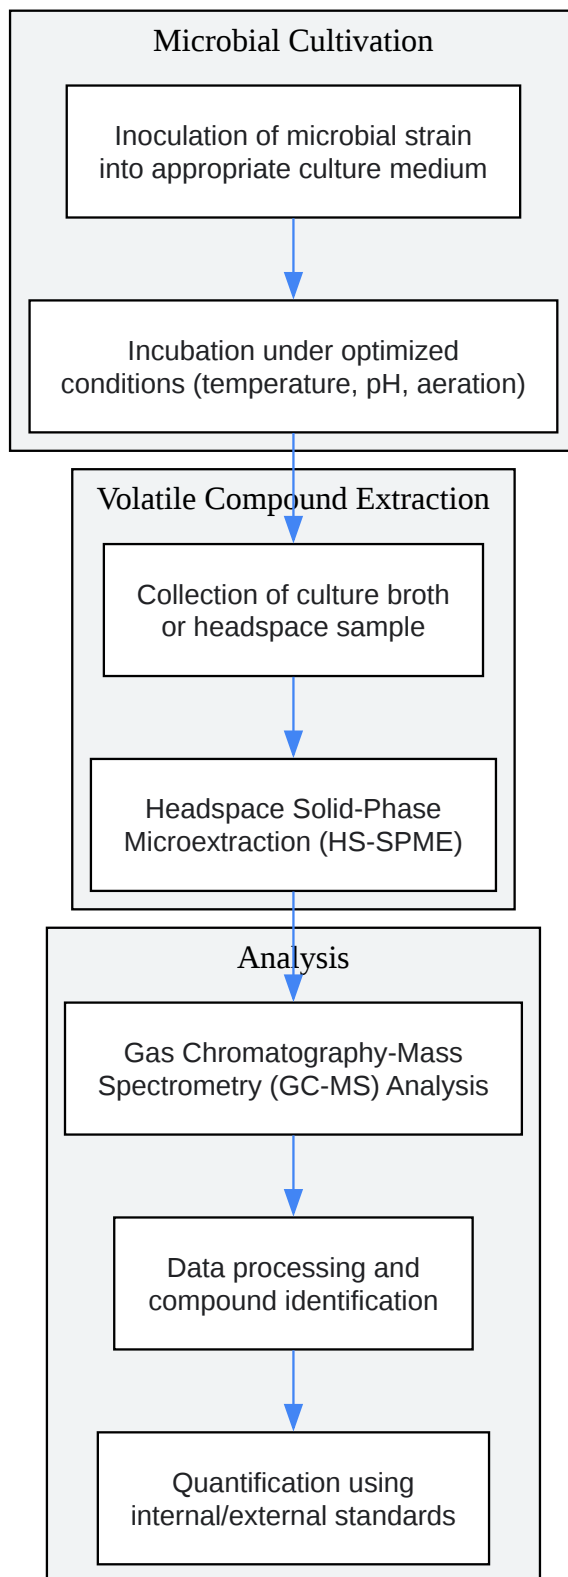 Microbial Cultivation
Inoculation of microbial strain
into appropriate culture medium
Incubation under optimized
conditions (temperature, pH, aeration)
Volatile Compound Extraction
Collection of culture broth
or headspace sample
Headspace Solid-Phase
Microextraction (HS-SPME)
Analysis
Gas Chromatography-Mass
Spectrometry (GC-MS) Analysis
Data processing and
compound identification
Quantification using
internal/external standards